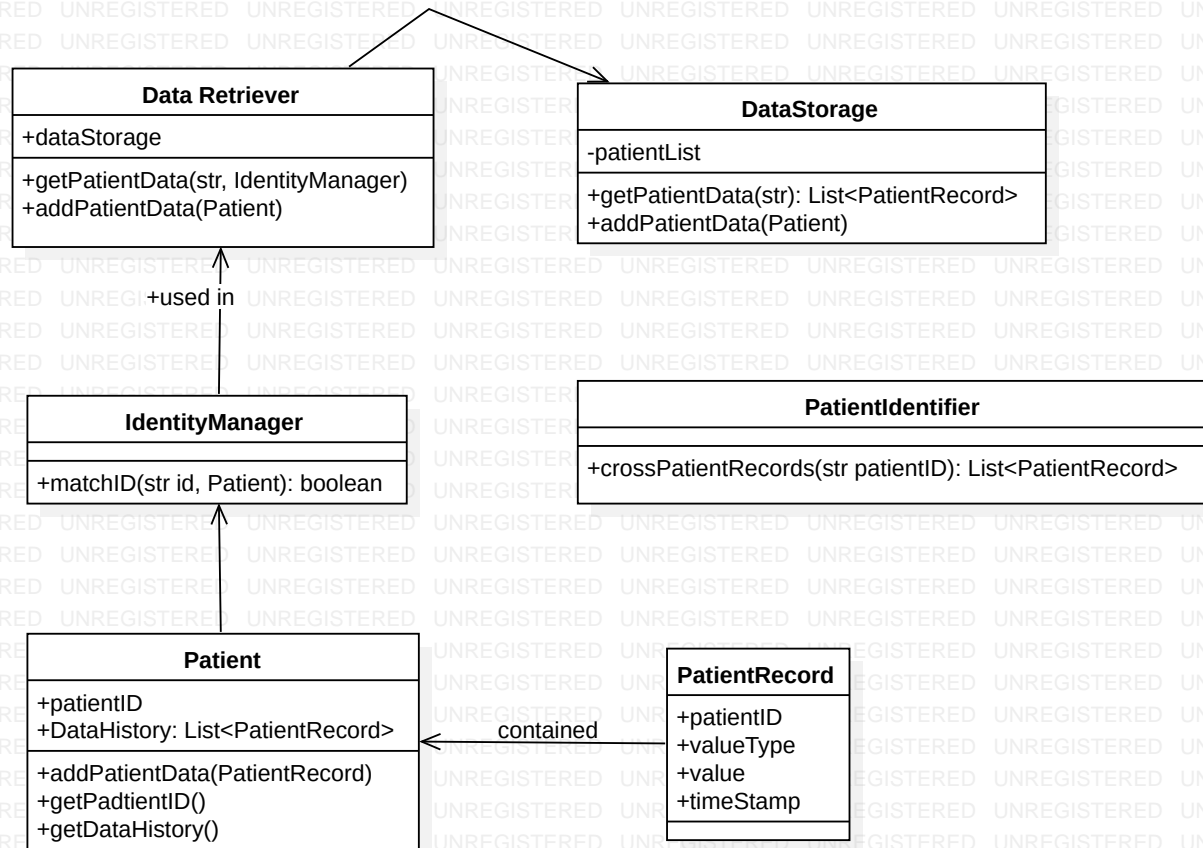 Data Retriever
+dataStorage
+getPatientData(str, IdentityManager)
+addPatientData(Patient)
DataStorage
-patientList
+getPatientData(str): List<PatientRecord>
+addPatientData(Patient)
+used in
IdentityManager
+matchID(str id, Patient): boolean
PatientIdentifier
+crossPatientRecords(str patientID): List<PatientRecord>
Patient
+patientID
+DataHistory: List<PatientRecord>
+addPatientData(PatientRecord)
+getPadtientID()
+getDataHistory()
contained
PatientRecord
+patientID
+valueType
+value
+timeStamp
UNREGISTERED